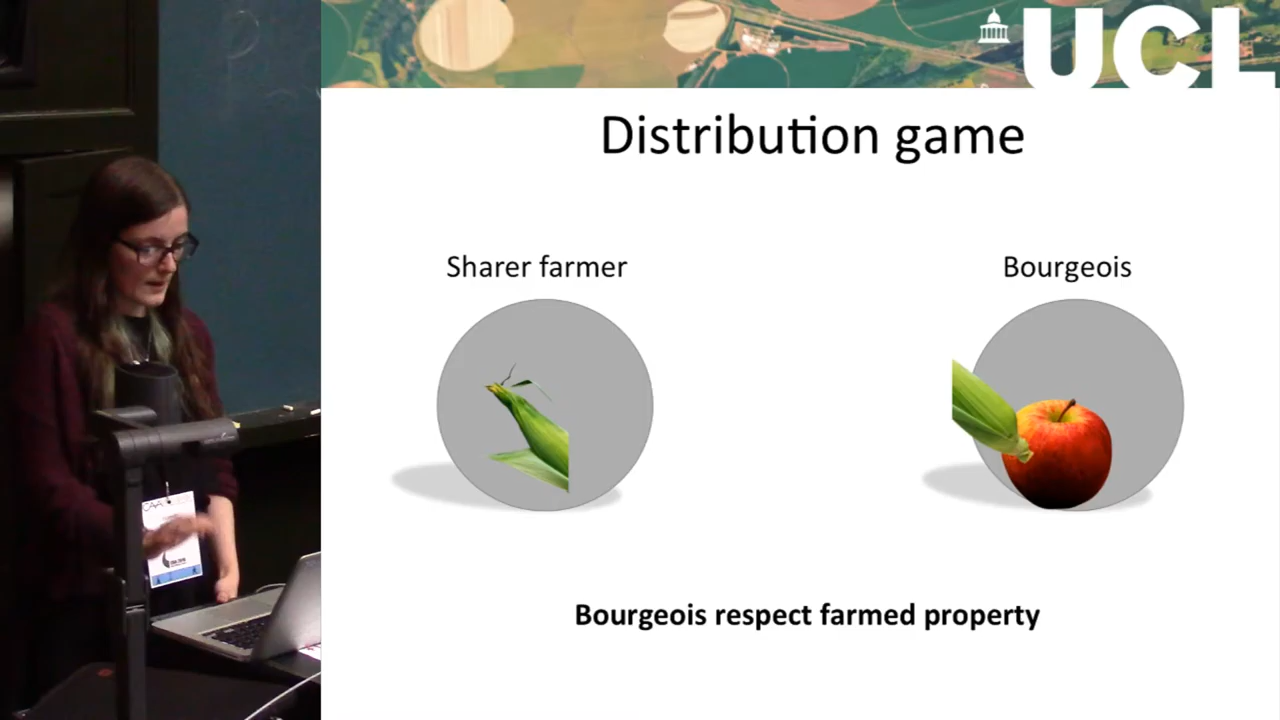 UCL
Distribution game
Sharer farmer
Bourgeois
Bourgeois respect farmed property
CAA